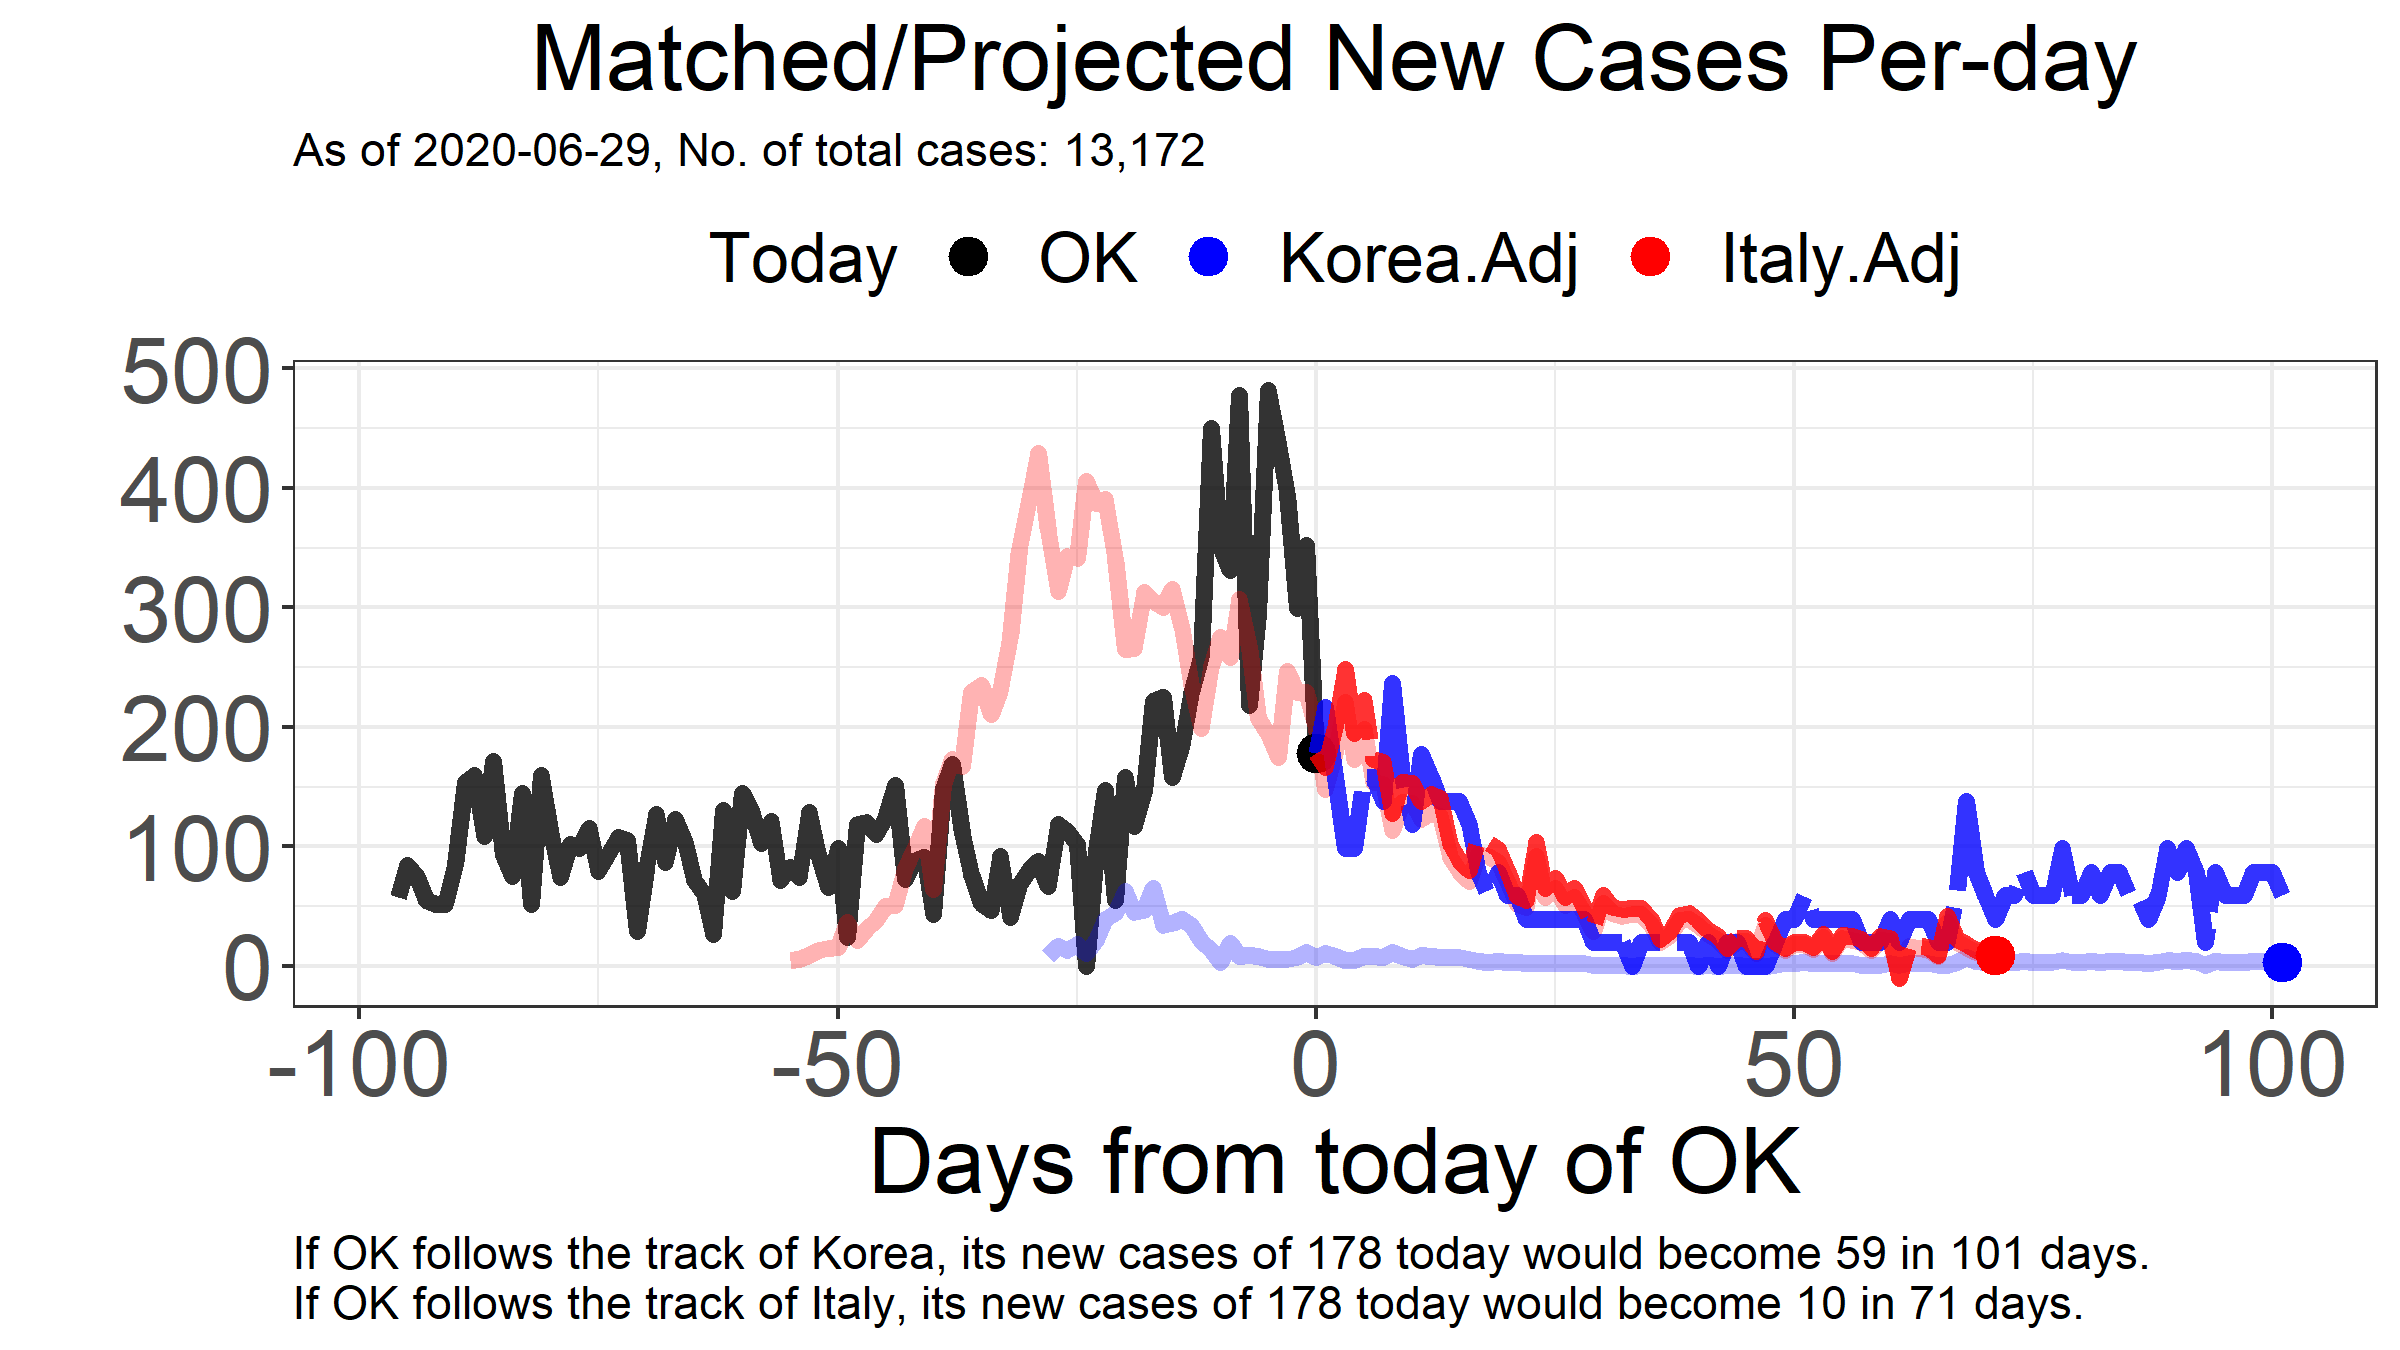 Matched/Projected New Cases Per-day
As of 2020-06-29, No. of total cases: 13,172
Today OK Korea.Adj Italy.Adj
500
400
300
200
100
0
-100 -50 0 50 100
Days from today of OK
If OK follows the track of Korea, its new cases of 178 today would become 59 in 101 days.
If OK follows the track of Italy, its new cases of 178 today would become 10 in 71 days.